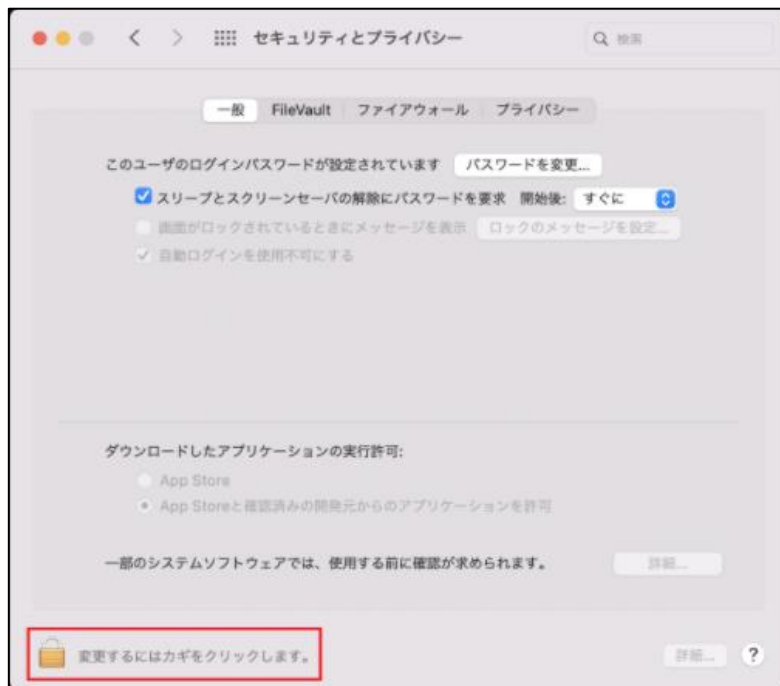 セキュリティとプライバシー 検索
一般 FileVault ファイアウォール プライバシー
このユーザのログインパスワードが設定されています パスワードを変更...
スリープとスクリーンセーバの解除にパスワードを要求 開始後: すぐに
画面がロックされているときにメッセージを表示 ロックのメッセージを設定...
自動ログインを使用不可にする
ダウンロードしたアプリケーションの実行許可:
App Store
App Storeと確認済みの開発元からのアプリケーションを許可
一部のシステムソフトウェアでは、使用する前に確認が求められます。 詳細...
変更するにはカギをクリックします。 詳細... ?